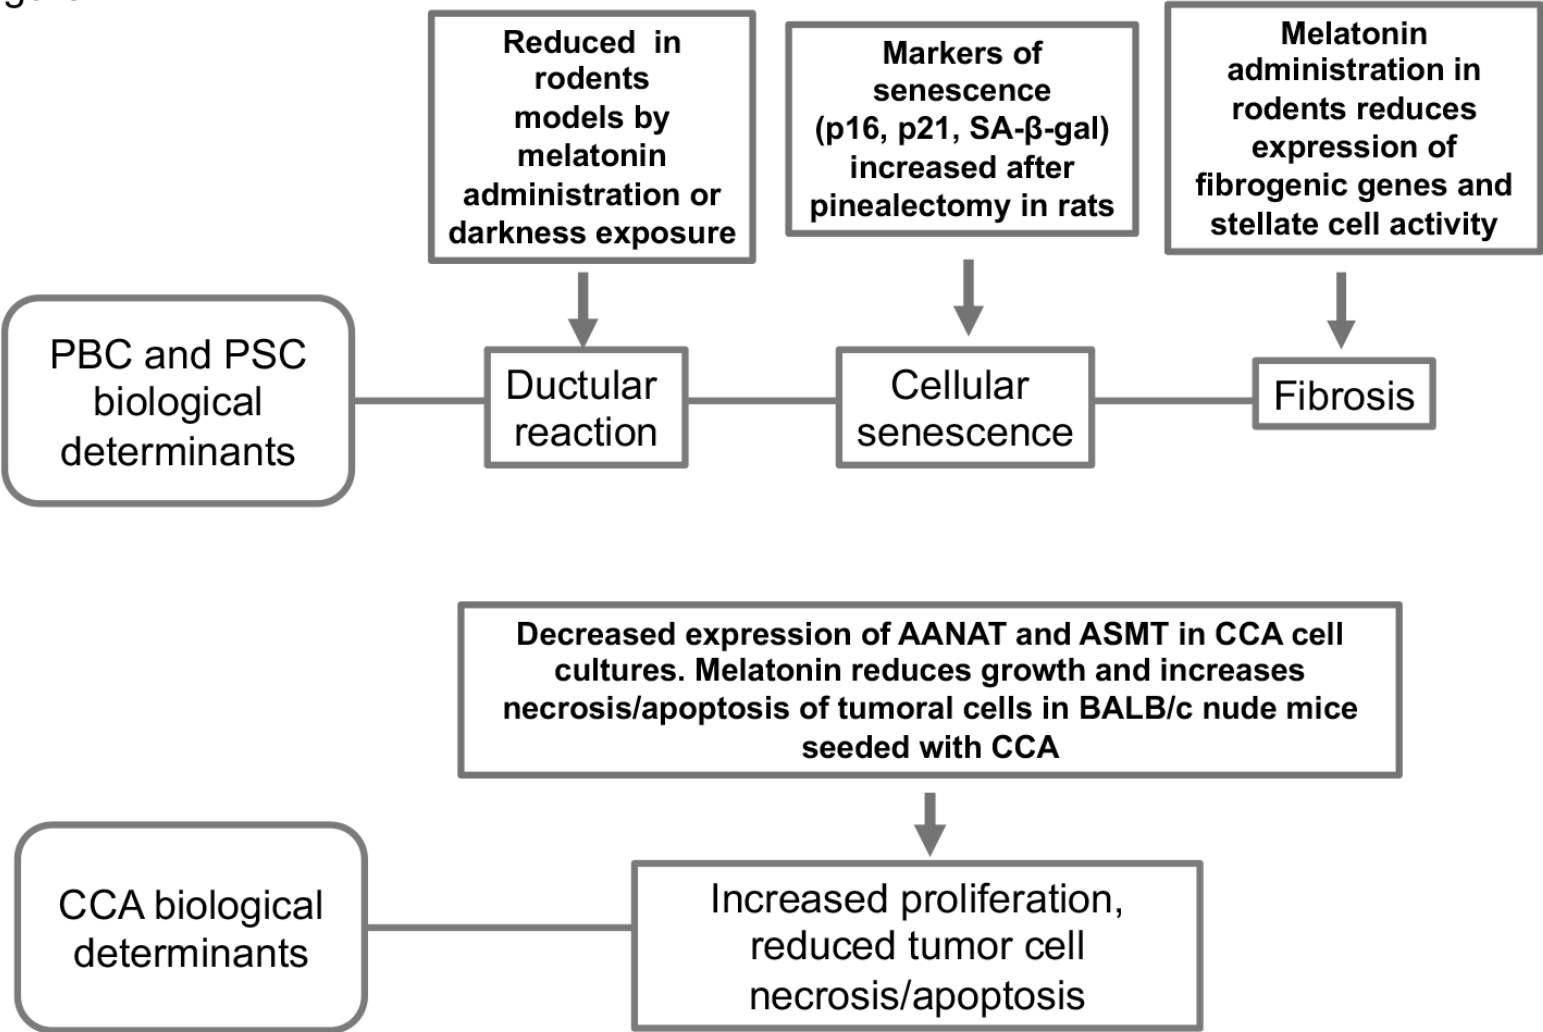 Reduced in
rodents
models by
melatonin
administration or
darkness exposure
Markers of
senescence
(p16, p21, SA-β-gal)
increased after
pinealectomy in rats
Melatonin
administration in
rodents reduces
expression of
fibrogenic genes and
stellate cell activity
PBC and PSC
biological
determinants
Ductular
reaction
Cellular
senescence
Fibrosis
Decreased expression of AANAT and ASMT in CCA cell
cultures. Melatonin reduces growth and increases
necrosis/apoptosis of tumoral cells in BALB/c nude mice
seeded with CCA
CCA biological
determinants
Increased proliferation,
reduced tumor cell
necrosis/apoptosis